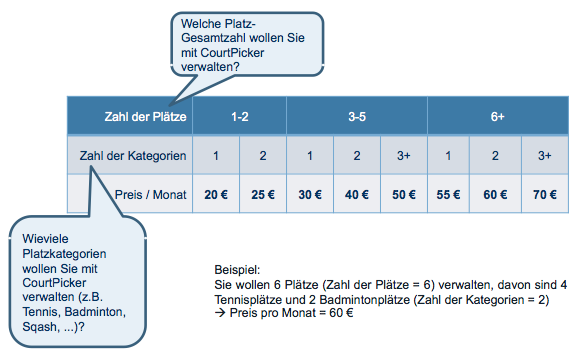 Welche Platz-
Gesamtzahl wollen Sie
mit CourtPicker
verwalten?
Zahl der Plätze 1-2 3-5 6+
Zahl der Kategorien 1 2 1 2 3+ 1 2 3+
Preis / Monat 20 € 25 € 30 € 40 € 50 € 55 € 60 € 70 €
Wieviele
Platzkategorien
wollen Sie mit
CourtPicker
verwalten (z.B.
Tennis, Badminton,
Sqash, ...)?
Beispiel:
Sie wollen 6 Plätze (Zahl der Plätze = 6) verwalten, davon sind 4
Tennisplätze und 2 Badmintonplätze (Zahl der Kategorien = 2)
→ Preis pro Monat = 60 €